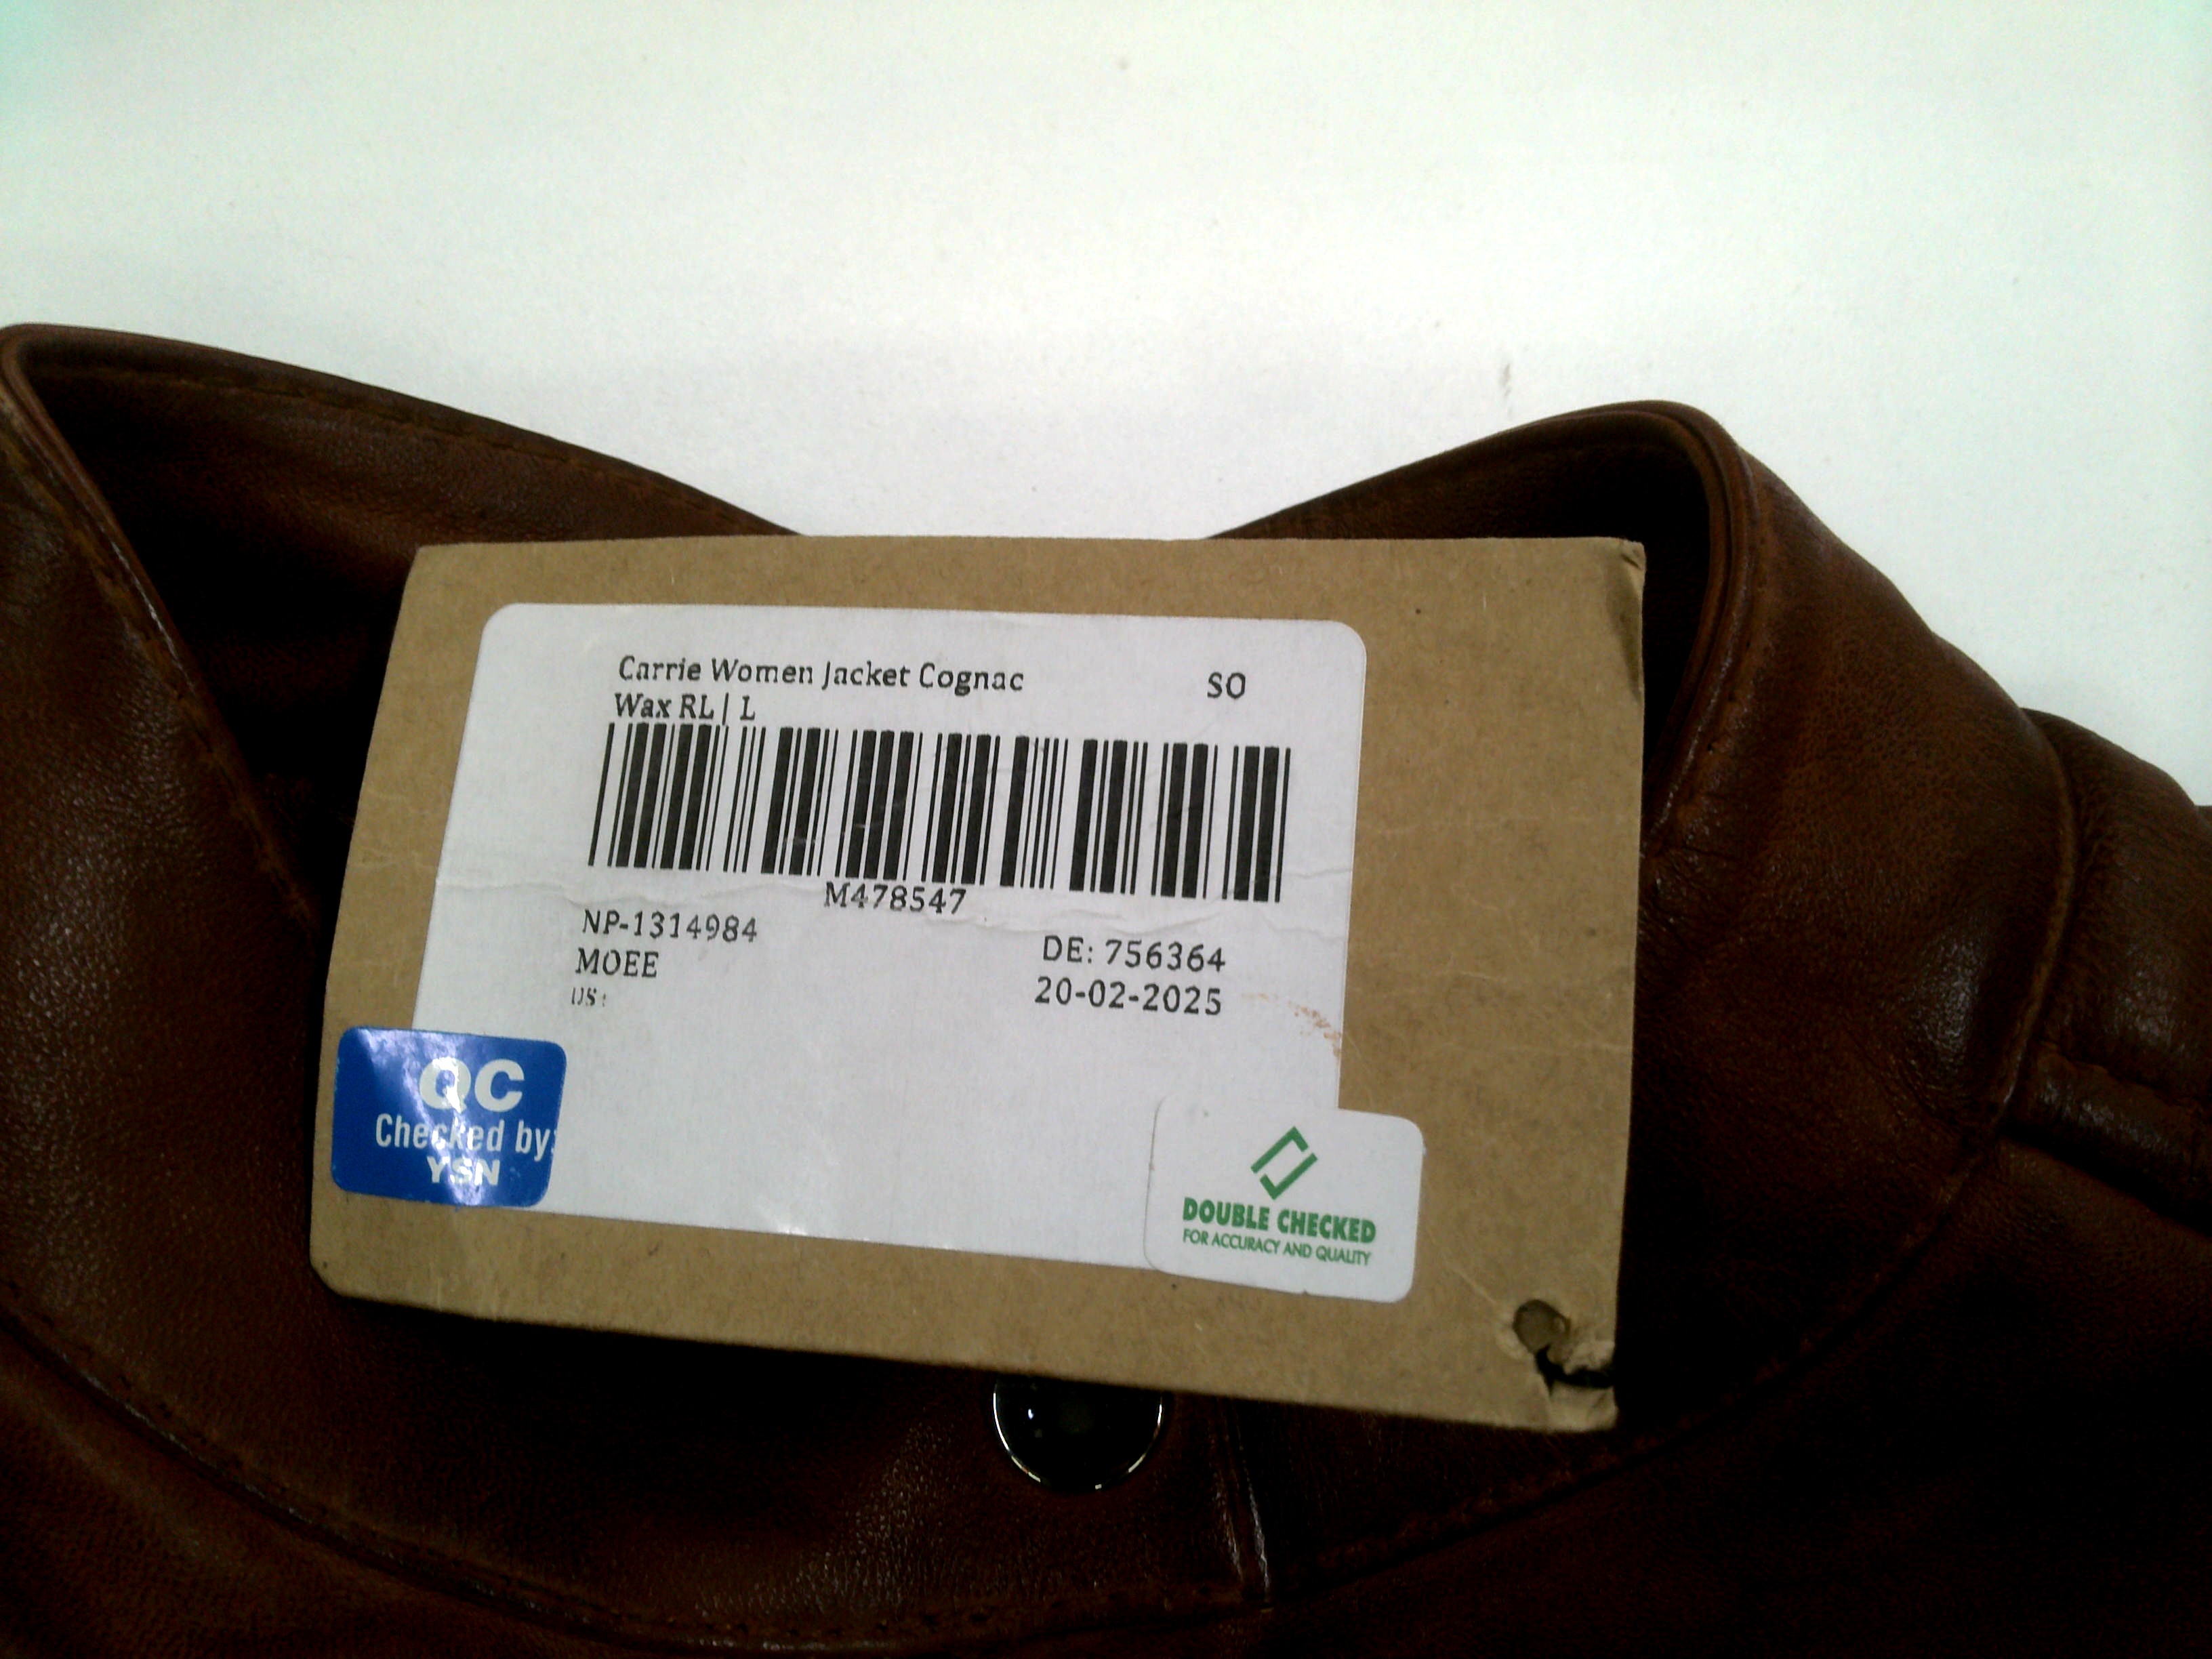 Carrie Women Jacket Cognac
SO
Wax RL | L
M478547
NP-1314984
DE: 756364
MOEE
20-02-2025
DS:
QC
Checked by:
YSN
DOUBLE CHECKED
FOR ACCURACY AND QUALITY